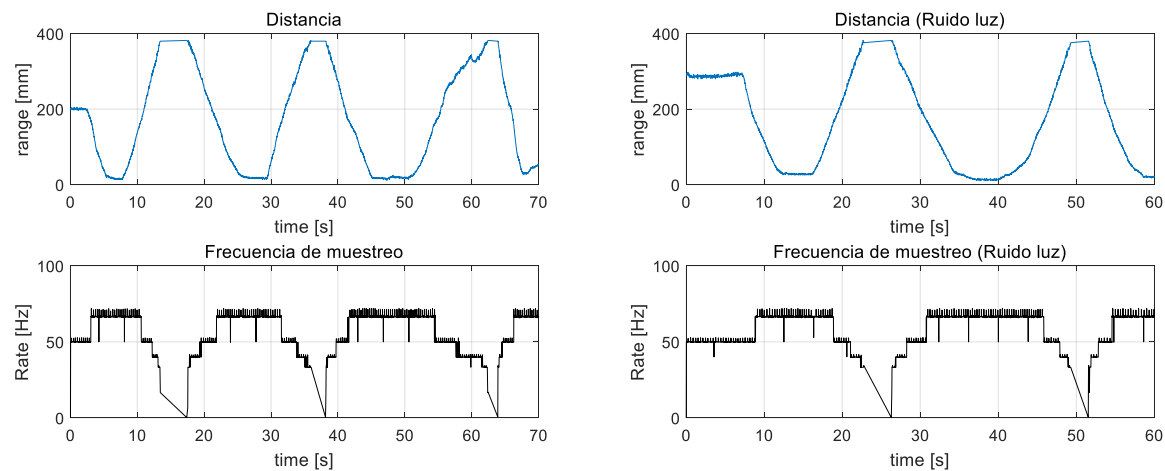 Distancia
400
200
0
range [mm]
0 10 20 30 40 50 60 70
time [s]
Distancia (Ruido luz)
400
200
0
range [mm]
0 10 20 30 40 50 60
time [s]
Frecuencia de muestreo
100
50
0
Rate [Hz]
0 10 20 30 40 50 60 70
time [s]
Frecuencia de muestreo (Ruido luz)
100
50
0
Rate [Hz]
0 10 20 30 40 50 60
time [s]